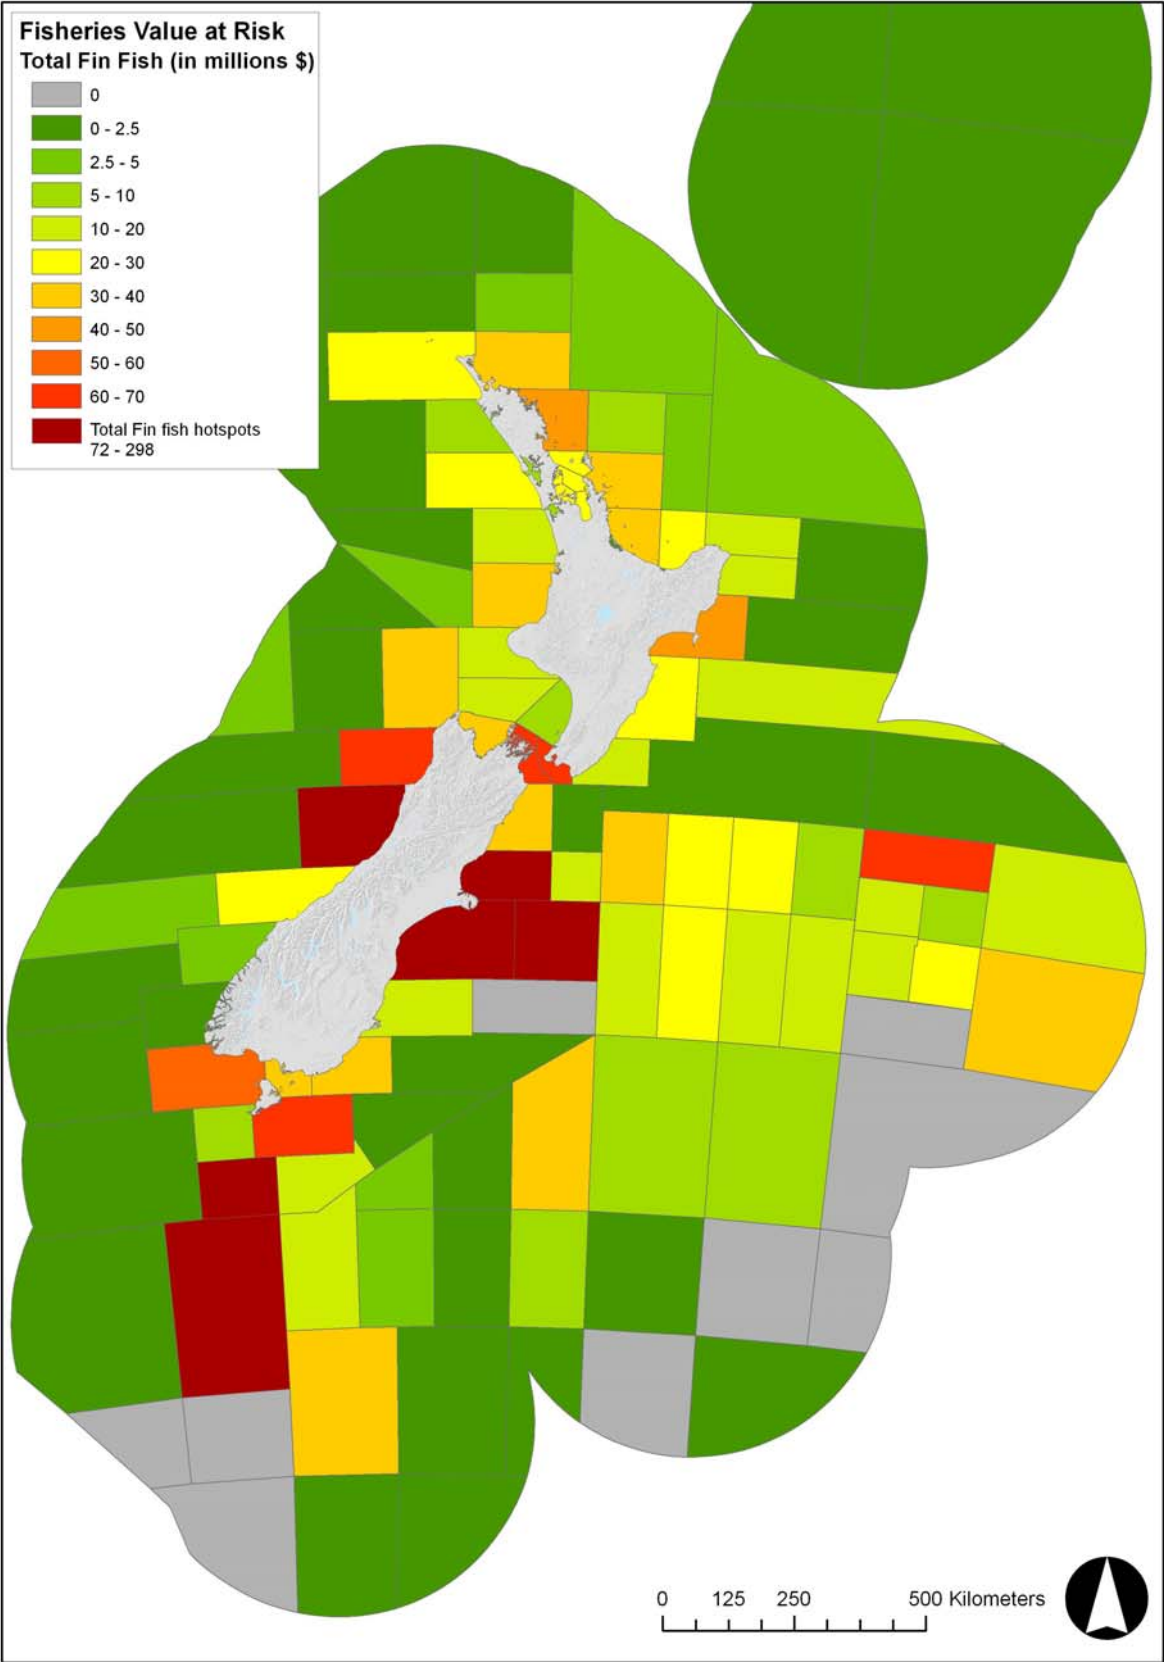 Fisheries Value at Risk
Total Fin Fish (in millions $)
0
0 - 2.5
2.5 - 5
5 - 10
10 - 20
20 - 30
30 - 40
40 - 50
50 - 60
60 - 70
Total Fin fish hotspots
72 - 298
0 125 250 500 Kilometers